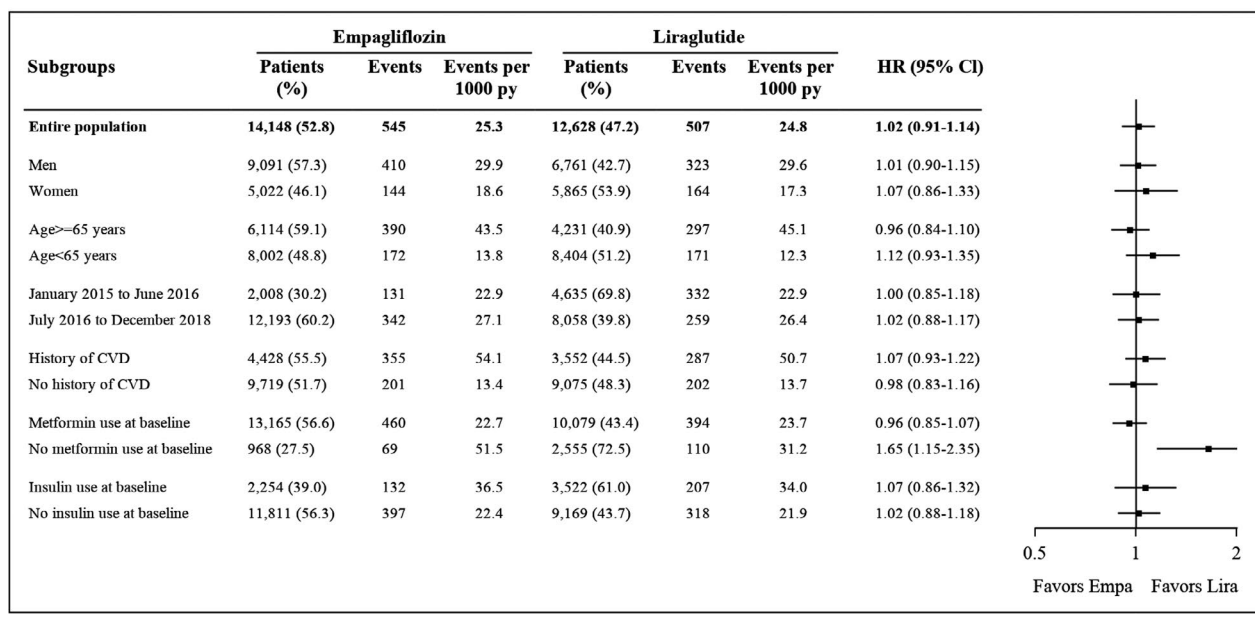 Empagliflozin Liraglutide
Subgroups Patients Events Events per Patients Events Events per HR (95% CI)
(%) 1000 py (%) 1000 py
Entire population 14,148 (52.8) 545 25.3 12,628 (47.2) 507 24.8 1.02 (0.91-1.14)
Men 9,091 (57.3) 410 29.9 6,761 (42.7) 323 29.6 1.01 (0.90-1.15)
Women 5,022 (46.1) 144 18.6 5,865 (53.9) 164 17.3 1.07 (0.86-1.33)
Age>=65 years 6,114 (59.1) 390 43.5 4,231 (40.9) 297 45.1 0.96 (0.84-1.10)
Age<65 years 8,002 (48.8) 172 13.8 8,404 (51.2) 171 12.3 1.12 (0.93-1.35)
January 2015 to June 2016 2,008 (30.2) 131 22.9 4,635 (69.8) 332 22.9 1.00 (0.85-1.18)
July 2016 to December 2018 12,193 (60.2) 342 27.1 8,058 (39.8) 259 26.4 1.02 (0.88-1.17)
History of CVD 4,428 (55.5) 355 54.1 3,552 (44.5) 287 50.7 1.07 (0.93-1.22)
No history of CVD 9,719 (51.7) 201 13.4 9,075 (48.3) 202 13.7 0.98 (0.83-1.16)
Metformin use at baseline 13,165 (56.6) 460 22.7 10,079 (43.4) 394 23.7 0.96 (0.85-1.07)
No metformin use at baseline 968 (27.5) 69 51.5 2,555 (72.5) 110 31.2 1.65 (1.15-2.35)
Insulin use at baseline 2,254 (39.0) 132 36.5 3,522 (61.0) 207 34.0 1.07 (0.86-1.32)
No insulin use at baseline 11,811 (56.3) 397 22.4 9,169 (43.7) 318 21.9 1.02 (0.88-1.18)
0.5 1 2
Favors Empa Favors Lira